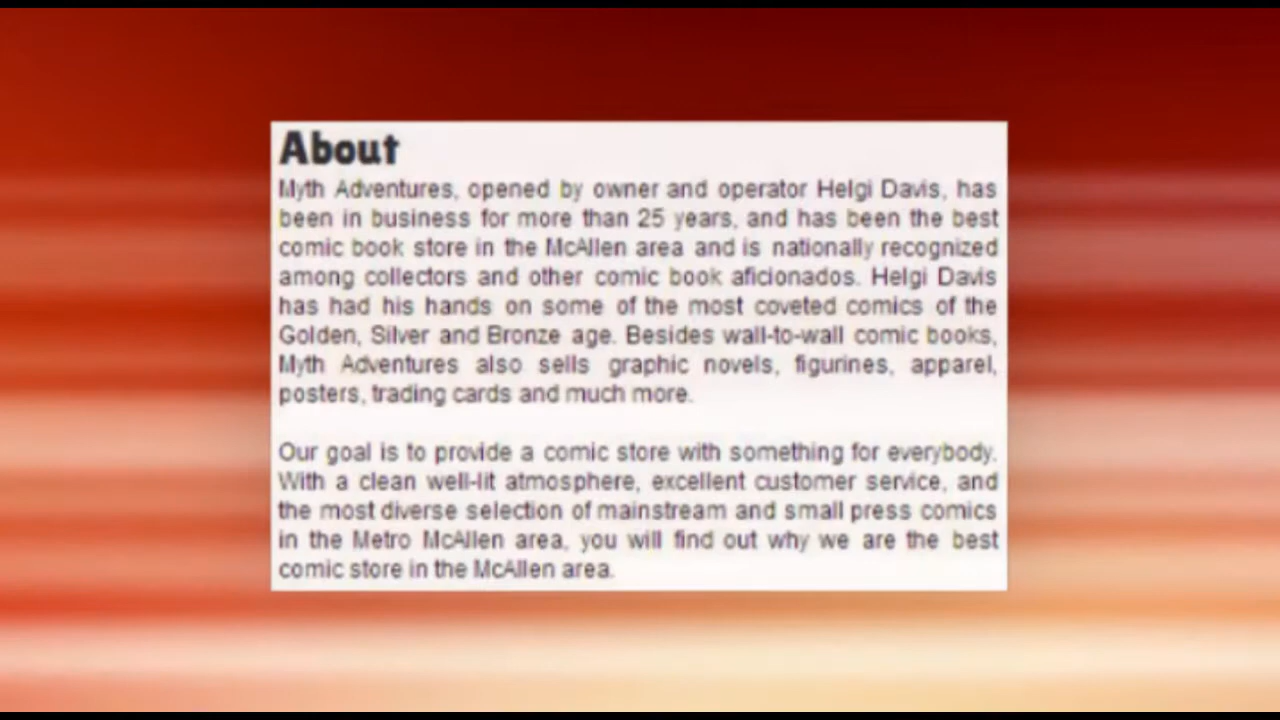 About
Myth Adventures, opened by owner and operator Helgi Davis, has
been in business for more than 25 years, and has been the best
comic book store in the McAllen area and is nationally recognized
among collectors and other comic book aficionados. Helgi Davis
has had his hands on some of the most coveted comics of the
Golden, Silver and Bronze age. Besides wall-to-wall comic books,
Myth Adventures also sells graphic novels, figurines, apparel,
posters, trading cards and much more.
Our goal is to provide a comic store with something for everybody.
With a clean well-lit atmosphere, excellent customer service, and
the most diverse selection of mainstream and small press comics
in the Metro McAllen area, you will find out why we are the best
comic store in the McAllen area.